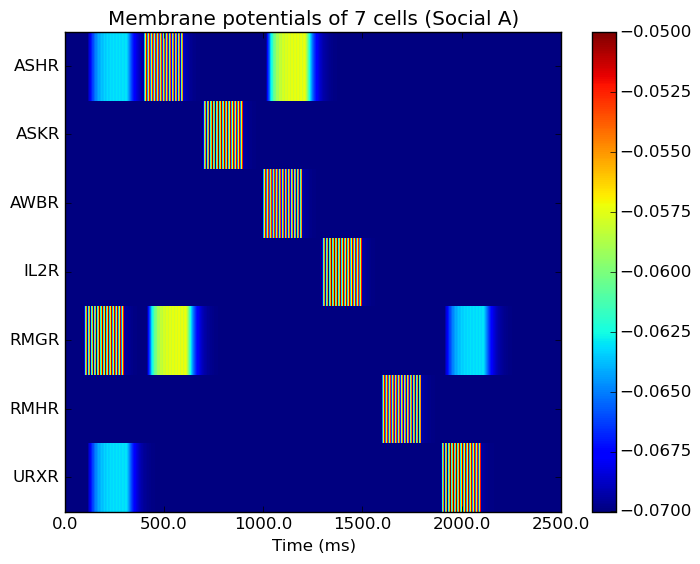 Membrane potentials of 7 cells (Social A)
ASHR
ASKR
AWBR
IL2R
RMGR
RMHR
URXR
0.0 500.0 1000.0 1500.0 2000.0 2500.0
Time (ms)
−0.0500
−0.0525
−0.0550
−0.0575
−0.0600
−0.0625
−0.0650
−0.0675
−0.0700